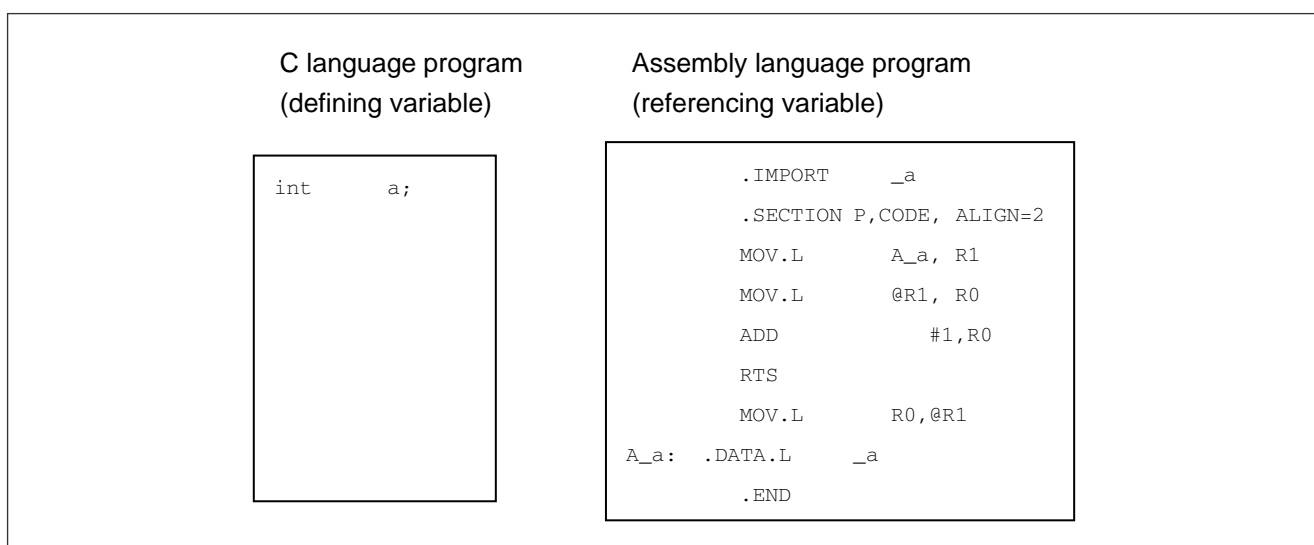 C language program
(defining variable)
int a;
Assembly language program
(referencing variable)
.IMPORT _a
.SECTION P,CODE, ALIGN=2
MOV.L A_a, R1
MOV.L @R1, R0
ADD #1,R0
RTS
MOV.L R0,@R1
A_a: .DATA.L _a
.END